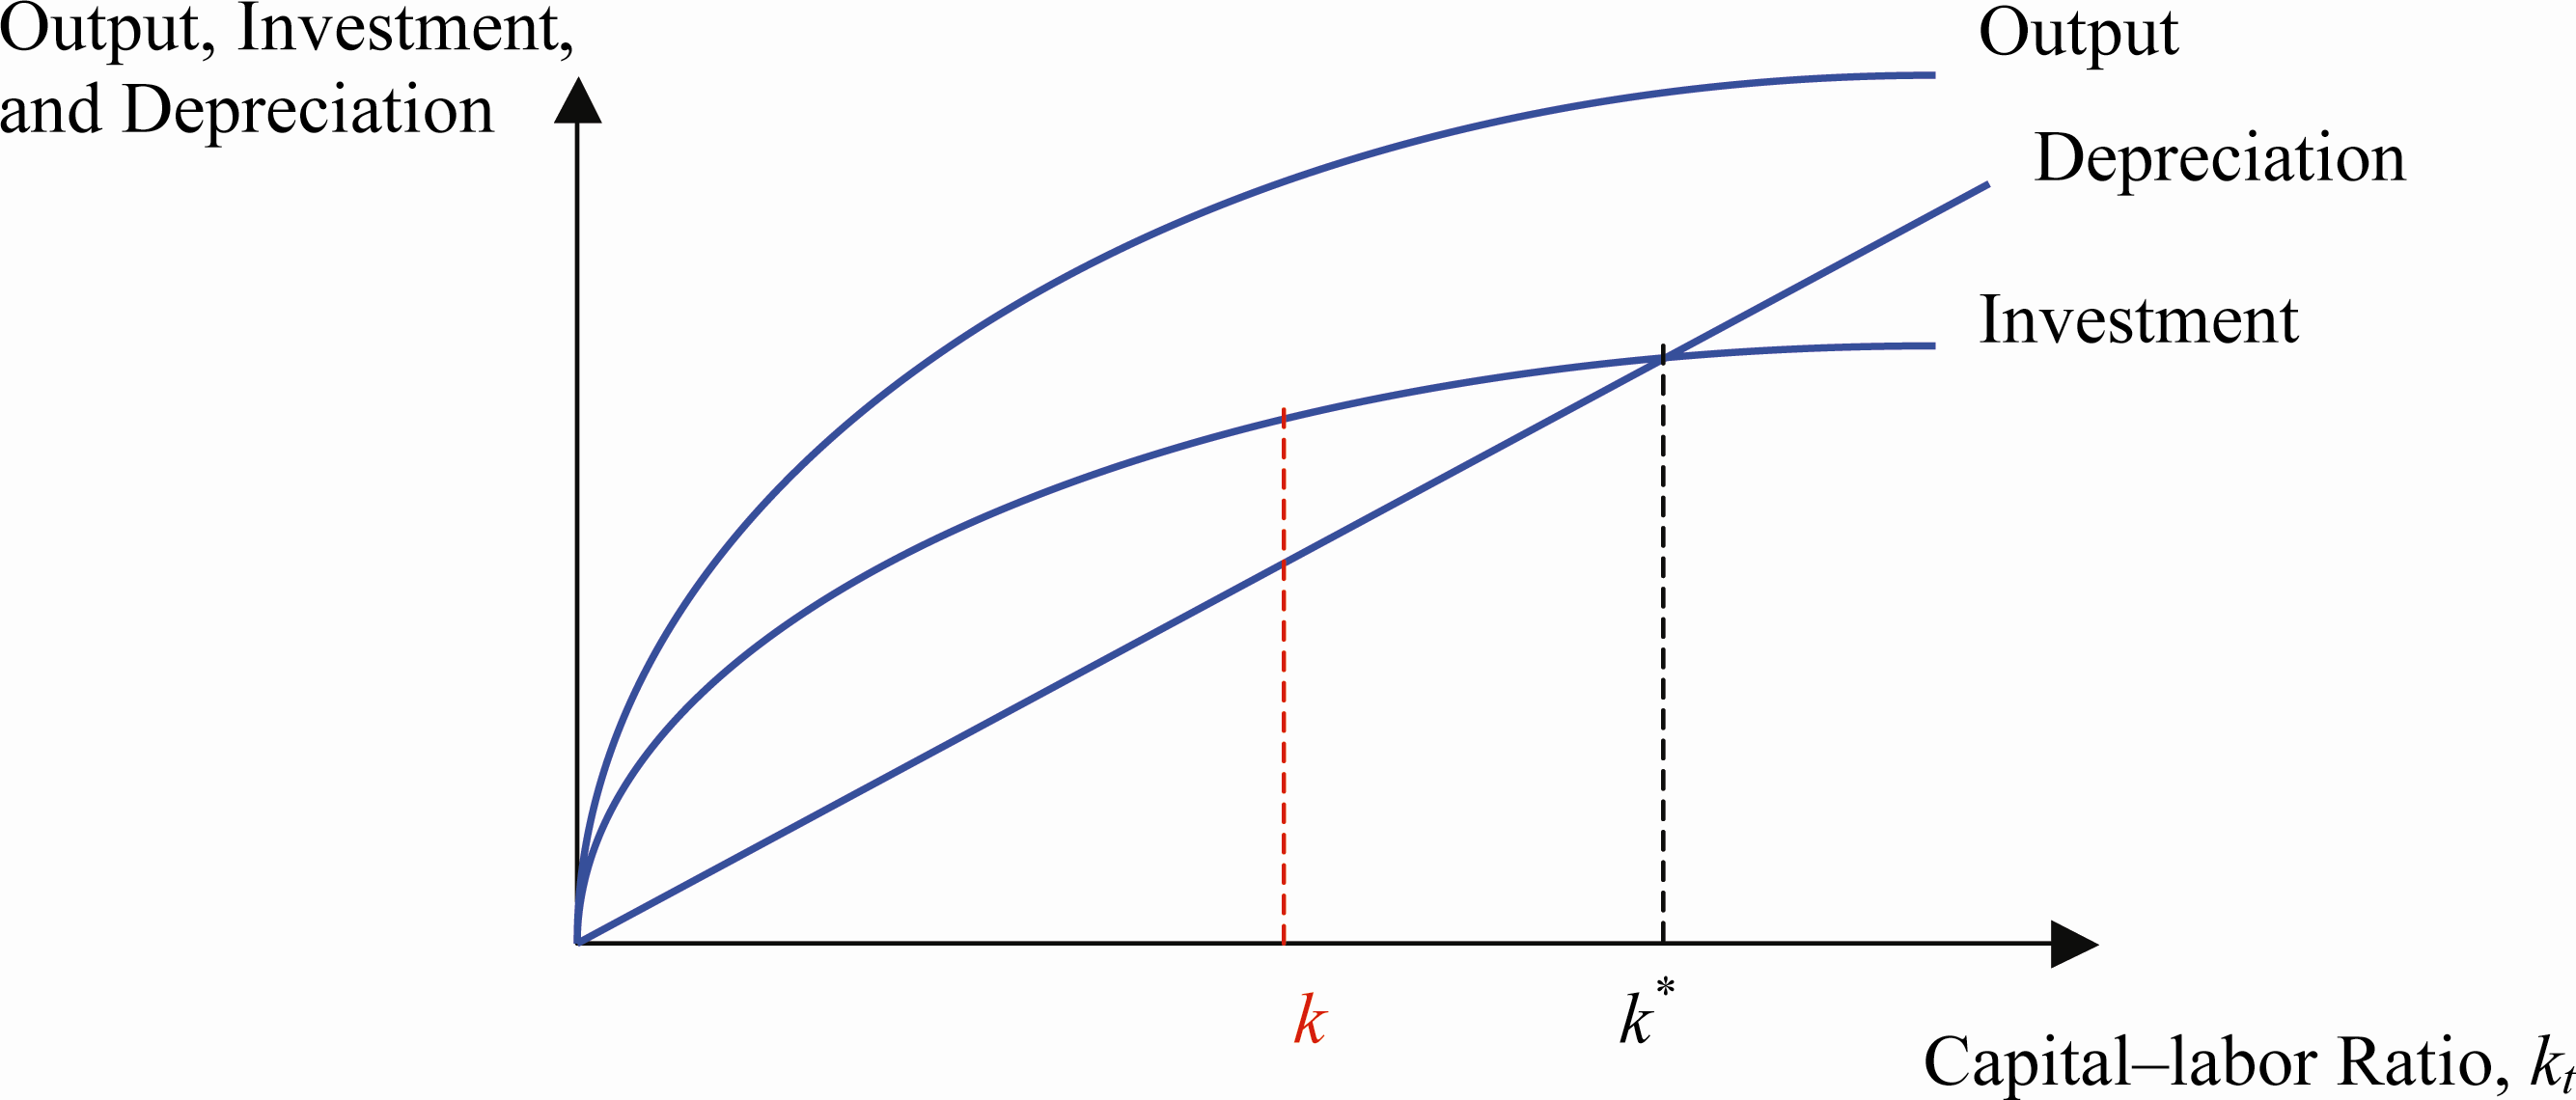 Output, Investment,
and Depreciation
Output
Depreciation
Investment
k
k*
Capital–labor Ratio, kt